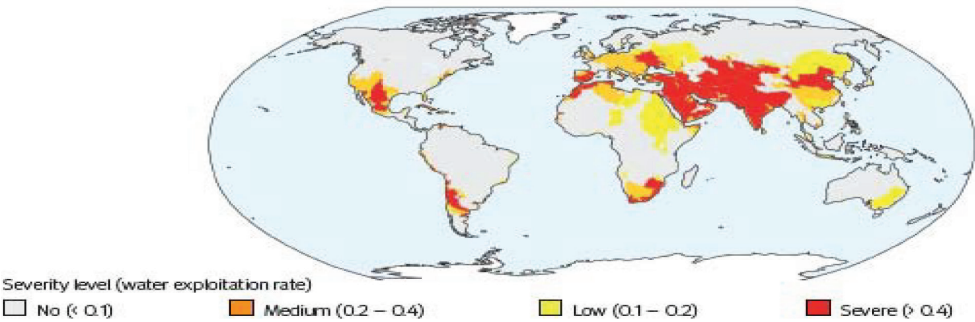 Severity level (water exploitation rate)
No (< 0.1) Medium (0.2 – 0.4) Low (0.1 – 0.2) Severe (> 0.4)